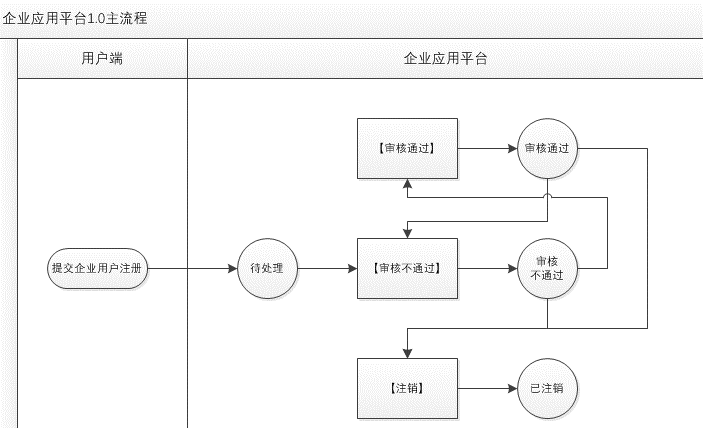 企业应用平台1.0主流程
用户端
企业应用平台
【审核通过】
审核通过
提交企业用户注册
待处理
【审核不通过】
审核
不通过
【注销】
已注销